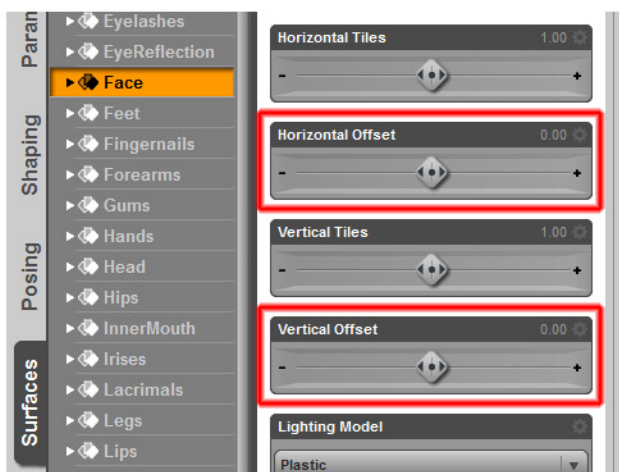 Param
Shaping
Posing
Surfaces
Eyelashes
EyeReflection
Face
Feet
Fingernails
Forearms
Gums
Hands
Head
Hips
InnerMouth
Irises
Lacrimals
Legs
Lips
Horizontal Tiles 1.00
- +
Horizontal Offset 0.00
- +
Vertical Tiles 1.00
- +
Vertical Offset 0.00
- +
Lighting Model
Plastic